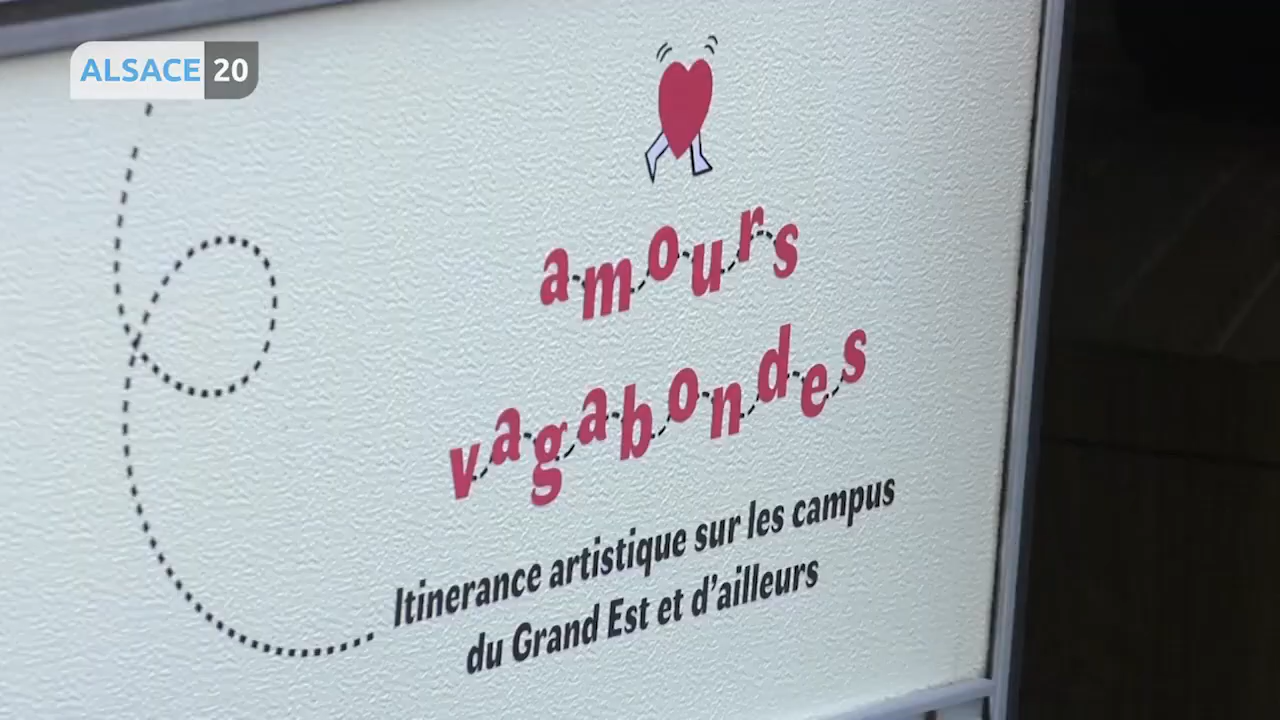 ALSACE 20
amours
vagabondes
Itinerance artistique sur les campus
du Grand Est et d'ailleurs